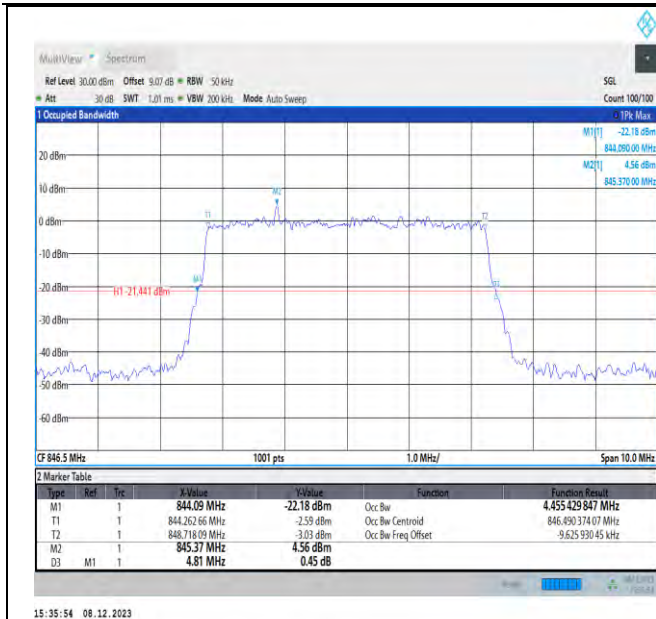 MultiView Spectrum
Ref Level 30.00 dBm Offset 9.07 dB RBW 50 kHz SGL
Att 30 dB SWT 1.01 ms VBW 200 kHz Mode Auto Sweep Count 100/100
1 Occupied Bandwidth 1Pk Max
M1[1] -22.18 dBm
844.090 00 MHz
M2[1] 4.56 dBm
845.370 00 MHz
20 dBm
10 dBm
M2
T1 T2
0 dBm
-10 dBm
M1
-20 dBm
H1 -21.441 dBm
-30 dBm
-40 dBm
-50 dBm
-60 dBm
CF 846.5 MHz 1001 pts 1.0 MHz/ Span 10.0 MHz
2 Marker Table
Type Ref Trc X-Value Y-Value Function Function Result
M1 1 844.09 MHz -22.18 dBm Occ Bw 4.455 429 847 MHz
T1 1 844.262 66 MHz -2.59 dBm Occ Bw Centroid 846.490 374 07 MHz
T2 1 848.718 09 MHz -3.03 dBm Occ Bw Freq Offset -9.625 930 45 kHz
M2 1 845.37 MHz 4.56 dBm
D3 M1 1 4.81 MHz 0.45 dB
15:35:54 08.12.2023